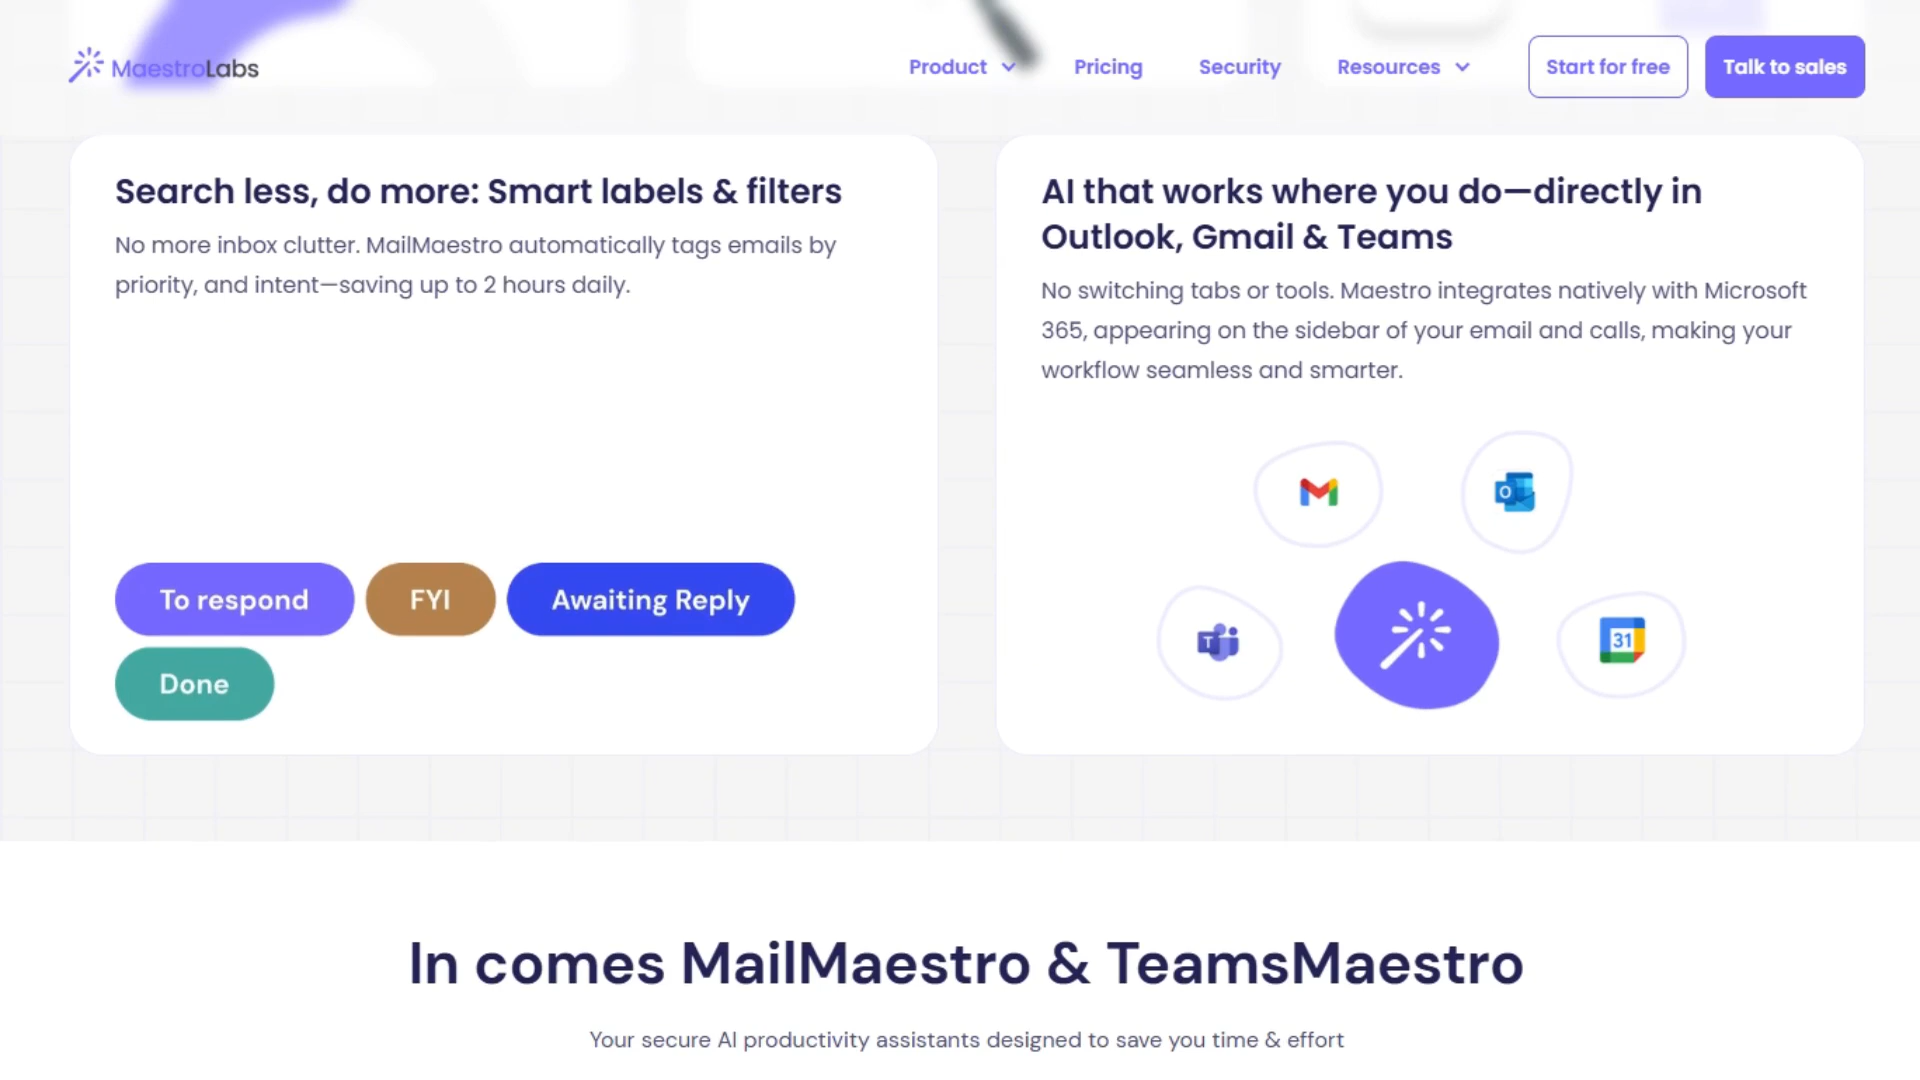 MaestroLabs
Product
Pricing
Security
Resources
Start for free
Talk to sales
Search less, do more: Smart labels & filters
No more inbox clutter. MailMaestro automatically tags emails by
priority, and intent—saving up to 2 hours daily.
To respond
FYI
Awaiting Reply
Done
AI that works where you do—directly in
Outlook, Gmail & Teams
No switching tabs or tools. Maestro integrates natively with Microsoft
365, appearing on the sidebar of your email and calls, making your
workflow seamless and smarter.
O
T
31
In comes MailMaestro & TeamsMaestro
Your secure AI productivity assistants designed to save you time & effort